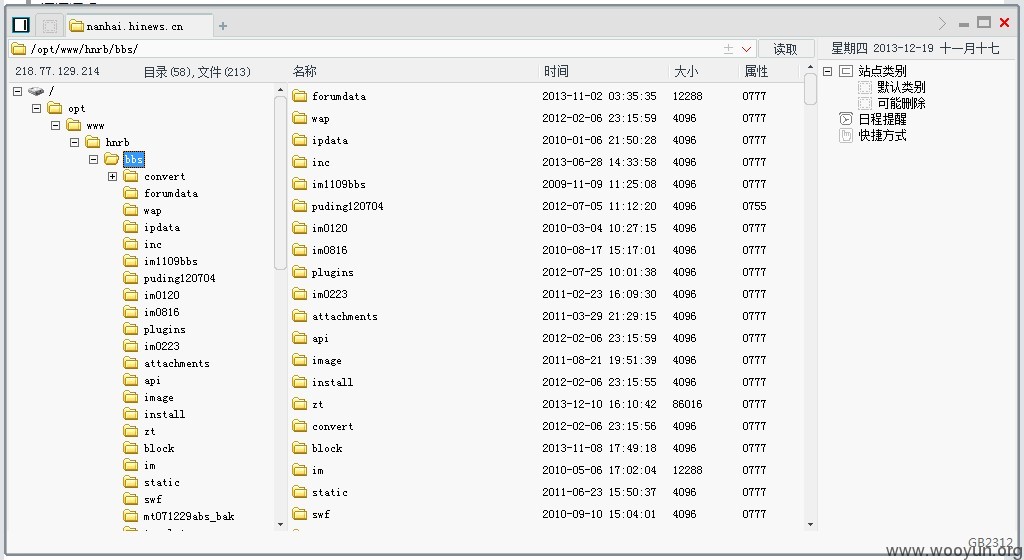 nanhai.hinews.cn
/opt/www/hnrb/bbs/
读取
星期四 2013-12-19 十一月十七
218.77.129.214
目录(58),文件(213)
/
opt
www
hnrb
bbs
convert
forumdata
wap
ipdata
inc
im1109bbs
puding120704
im0120
im0816
plugins
im0223
attachments
api
image
install
zt
block
im
static
swf
mt071229abs_bak
名称 时间 大小 属性
forumdata 2013-11-02 03:35:35 12288 0777
wap 2012-02-06 23:15:59 4096 0777
ipdata 2010-01-06 21:50:28 4096 0777
inc 2013-06-28 14:33:58 4096 0777
im1109bbs 2009-11-09 11:25:08 4096 0777
puding120704 2012-07-05 11:12:20 4096 0755
im0120 2010-03-04 10:27:15 4096 0777
im0816 2010-08-17 15:17:01 4096 0777
plugins 2012-07-25 10:01:38 4096 0777
im0223 2011-02-23 16:09:30 4096 0777
attachments 2011-03-29 21:29:15 4096 0777
api 2012-02-06 23:15:59 4096 0777
image 2011-08-21 19:51:39 4096 0777
install 2012-02-06 23:15:55 4096 0777
zt 2013-12-10 16:10:42 86016 0777
convert 2012-02-06 23:15:56 4096 0777
block 2013-11-08 17:49:18 4096 0777
im 2010-05-06 17:02:04 12288 0777
static 2011-06-23 15:50:37 4096 0777
swf 2010-09-10 15:04:01 4096 0777
站点类别
默认类别
可能删除
日程提醒
快捷方式
GB2312
www.wooyun.org